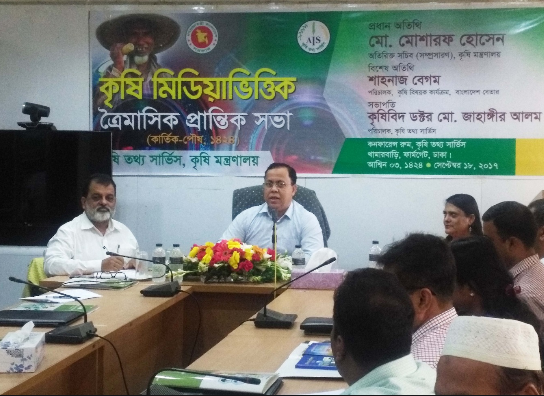 কৃষি মিডিয়াভিত্তিক
ত্রৈমাসিক প্রান্তিক সভা
(কার্তিক-পৌষ, ১৪২৪)
কৃষি তথ্য সার্ভিস, কৃষি মন্ত্রণালয়
AIS
প্রধান অতিথি
মো. মোশারফ হোসেন
অতিরিক্ত সচিব (সম্প্রসারণ), কৃষি মন্ত্রণালয়
বিশেষ অতিথি
শাহনাজ বেগম
পরিচালক, কৃষি বিষয়ক কার্যক্রম, বাংলাদেশ বেতার
সভাপতি
কৃষিবিদ ডক্টর মো. জাহাঙ্গীর আলম
পরিচালক, কৃষি তথ্য সার্ভিস
কনফারেন্স রুম, কৃষি তথ্য সার্ভিস
খামারবাড়ি, ফার্মগেট, ঢাকা।
আশ্বিন ০৩, ১৪২৪ ● সেপ্টেম্বর ১৮, ২০১৭